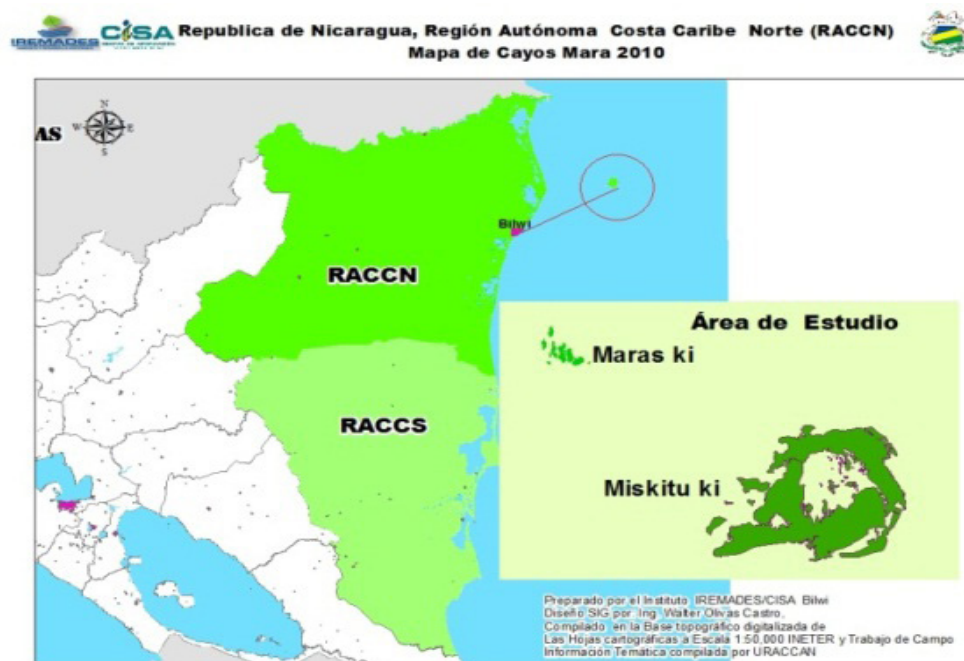 IREMADES
CISA
Republica de Nicaragua, Región Autónoma Costa Caribe Norte (RACCN)
Mapa de Cayos Mara 2010
AS
N
W
E
S
Bilwi
RACCN
Área de Estudio
Maras ki
RACCS
Miskitu ki
Preparado por el Instituto IREMADES/CISA Bilwi
Diseño SIG por: Ing. Walter Olivas Castro.
Compilado en la Base topográfico digitalizada de
Las Hojas cartográficas a Escala 1:50,000 INETER y Trabajo de Campo
Información Temática compilada por URACCAN